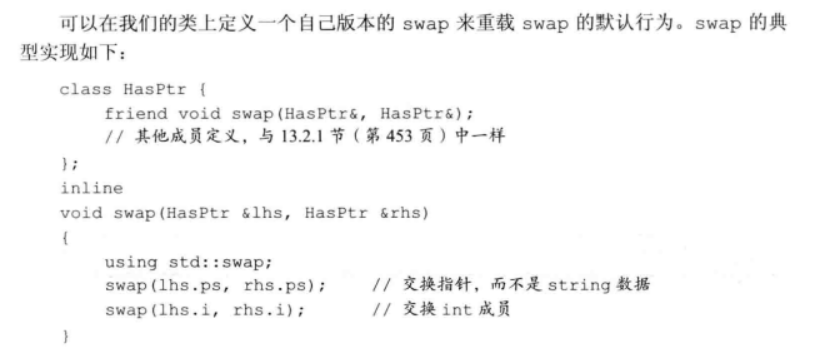 可以在我们的类上定义一个自己版本的 swap 来重载 swap 的默认行为。swap 的典
型实现如下：
class HasPtr {
friend void swap(HasPtr&, HasPtr&);
// 其他成员定义，与 13.2.1 节（第 453 页）中一样
};
inline
void swap(HasPtr &lhs, HasPtr &rhs)
{
using std::swap;
swap(lhs.ps, rhs.ps); // 交换指针，而不是 string 数据
swap(lhs.i, rhs.i); // 交换 int 成员
}